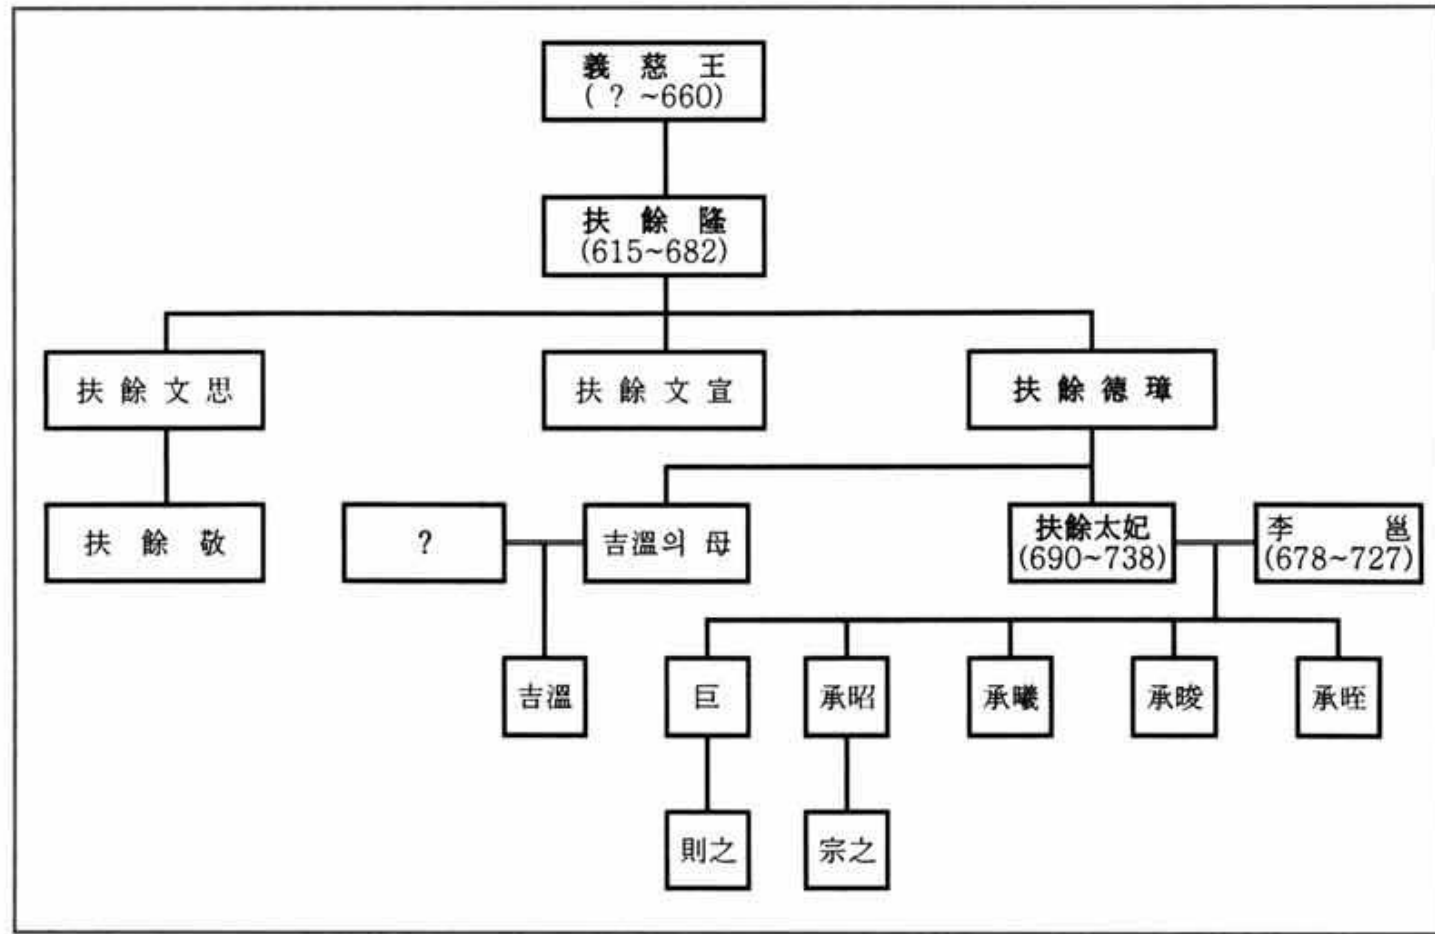 義 慈 王
( ? ~660)
扶 餘 隆
(615~682)
扶 餘 文 思
扶 餘 文 宣
扶 餘 德 璋
扶 餘 敬
?
吉溫의 母
扶餘太妃
(690~738)
李 邕
(678~727)
吉溫
巨
承昭
承曦
承晙
承晊
則之
宗之